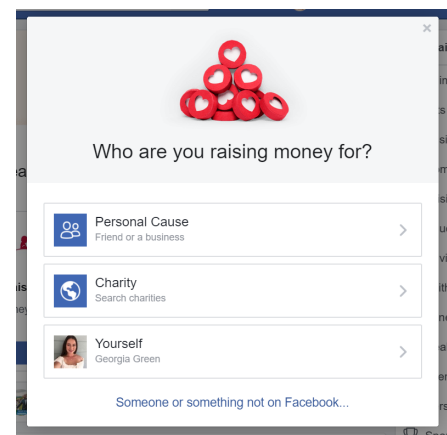 ×
Who are you raising money for?
Personal Cause
Friend or a business
Charity
Search charities
Yourself
Georgia Green
Someone or something not on Facebook...